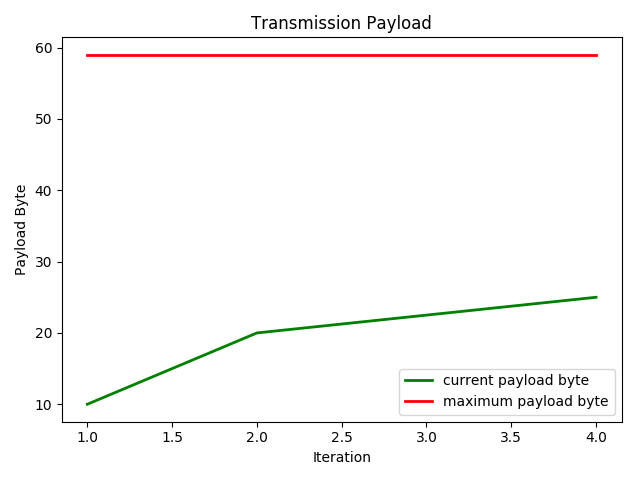 Transmission Payload
Payload Byte
60
50
40
30
20
10
current payload byte
maximum payload byte
1.0 1.5 2.0 2.5 3.0 3.5 4.0
Iteration